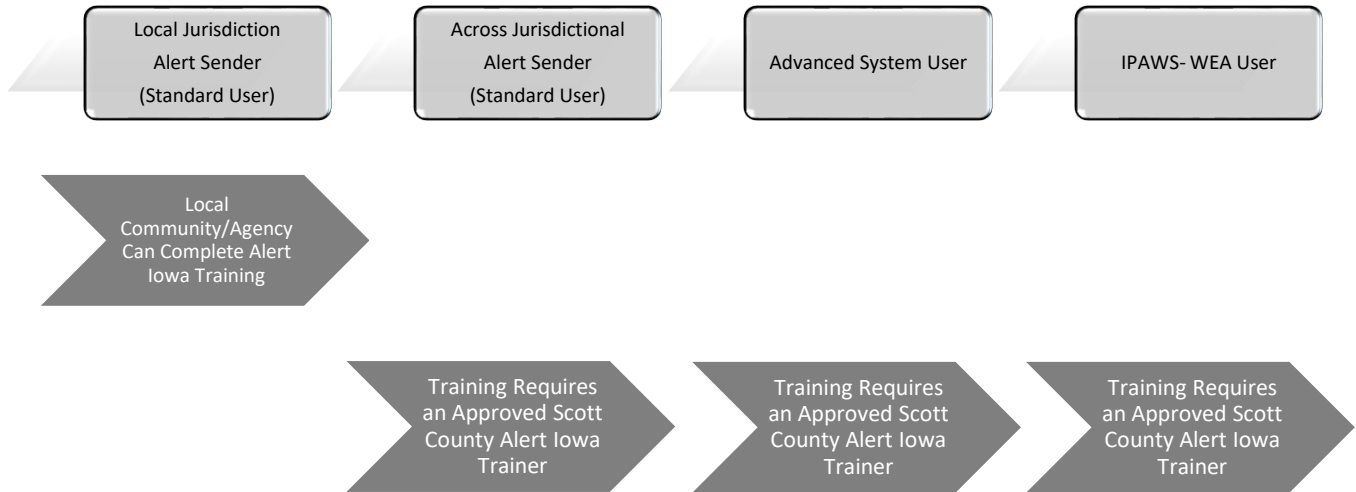 Local Jurisdiction
Alert Sender
(Standard User)
Across Jurisdictional
Alert Sender
(Standard User)
Advanced System User
IPAWS- WEA User
Local
Community/Agency
Can Complete Alert
Iowa Training
Training Requires
an Approved Scott
County Alert Iowa
Trainer
Training Requires
an Approved Scott
County Alert Iowa
Trainer
Training Requires
an Approved Scott
County Alert Iowa
Trainer